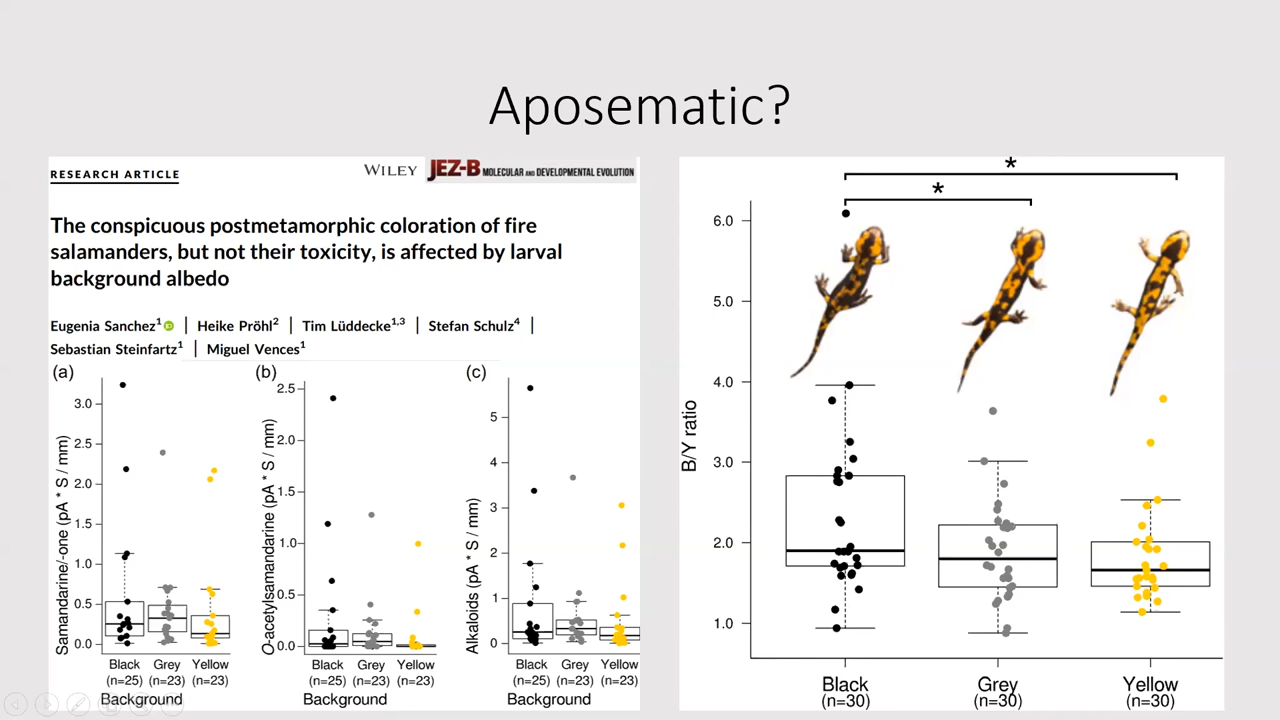 Aposematic?
RESEARCH ARTICLE
WILEY JEZ-B MOLECULAR AND DEVELOPMENTAL EVOLUTION
The conspicuous postmetamorphic coloration of fire
salamanders, but not their toxicity, is affected by larval
background albedo
Eugenia Sanchez1 iD | Heike Pröhl2 | Tim Lüddecke1,3 | Stefan Schulz4 |
Sebastian Steinfartz1 | Miguel Vences1
(a)
Samandarine/-one (pA * S / mm)
3.0
2.5
2.0
1.5
1.0
0.5
0.0
Black Grey Yellow
(n=25) (n=23) (n=23)
Background
(b)
O-acetylsamandarine (pA * S / mm)
2.5
2.0
1.5
1.0
0.5
0.0
Black Grey Yellow
(n=25) (n=23) (n=23)
Background
(c)
Alkaloids (pA * S / mm)
5
4
3
2
1
0
Black Grey Yellow
(n=25) (n=23) (n=23)
Background
*
*
B/Y ratio
6.0
5.0
4.0
3.0
2.0
1.0
Black Grey Yellow
(n=30) (n=30) (n=30)